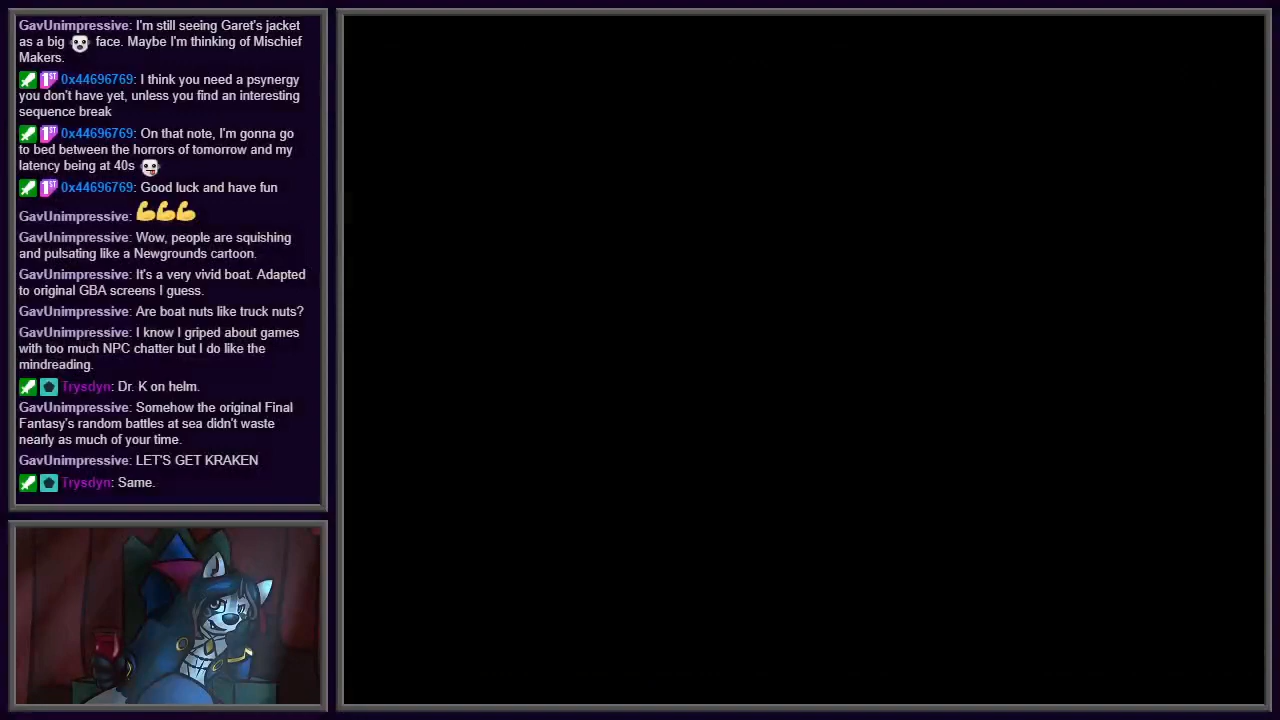 GavUnimpressive: I'm still seeing Garet's jacket
as a big face. Maybe I'm thinking of Mischief
Makers.
1ST 0x44696769: I think you need a psynergy
you don't have yet, unless you find an interesting
sequence break
1ST 0x44696769: On that note, I'm gonna go
to bed between the horrors of tomorrow and my
latency being at 40s
1ST 0x44696769: Good luck and have fun
GavUnimpressive:
GavUnimpressive: Wow, people are squishing
and pulsating like a Newgrounds cartoon.
GavUnimpressive: It's a very vivid boat. Adapted
to original GBA screens I guess.
GavUnimpressive: Are boat nuts like truck nuts?
GavUnimpressive: I know I griped about games
with too much NPC chatter but I do like the
mindreading.
Trysdyn: Dr. K on helm.
GavUnimpressive: Somehow the original Final
Fantasy's random battles at sea didn't waste
nearly as much of your time.
GavUnimpressive: LET'S GET KRAKEN
Trysdyn: Same.